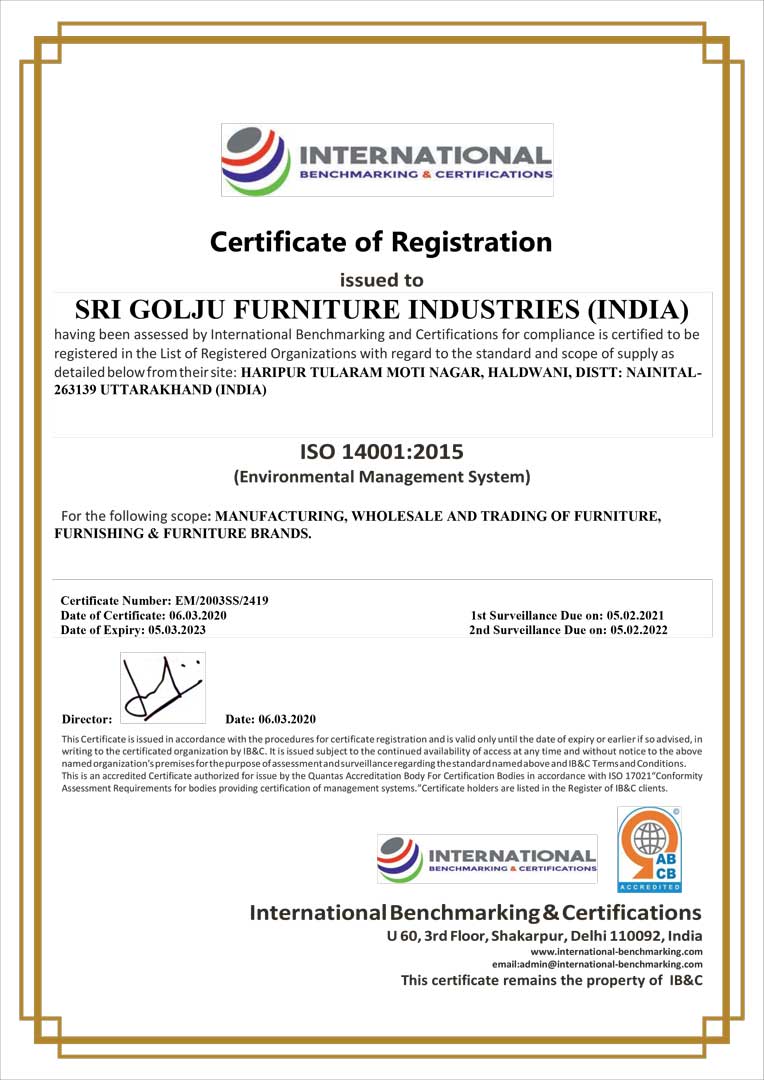 INTERNATIONAL
BENCHMARKING & CERTIFICATIONS
Certificate of Registration
issued to
SRI GOLJU FURNITURE INDUSTRIES (INDIA)
having been assessed by International Benchmarking and Certifications for compliance is certified to be
registered in the List of Registered Organizations with regard to the standard and scope of supply as
detailed below from their site: HARIPUR TULARAM MOTI NAGAR, HALDWANI, DISTT: NAINITAL-
263139 UTTARAKHAND (INDIA)
ISO 14001:2015
(Environmental Management System)
For the following scope: MANUFACTURING, WHOLESALE AND TRADING OF FURNITURE,
FURNISHING & FURNITURE BRANDS.
Certificate Number: EM/2003SS/2419
Date of Certificate: 06.03.2020 1st Surveillance Due on: 05.02.2021
Date of Expiry: 05.03.2023 2nd Surveillance Due on: 05.02.2022
Director: Date: 06.03.2020
This Certificate is issued in accordance with the procedures for certificate registration and is valid only until the date of expiry or earlier if so advised, in
writing to the certificated organization by IB&C. It is issued subject to the continued availability of access at any time and without notice to the above
named organization's premises for the purpose of assessment and surveillance regarding the standard named above and IB&C Terms and Conditions.
This is an accredited Certificate authorized for issue by the Quantas Accreditation Body For Certification Bodies in accordance with ISO 17021"Conformity
Assessment Requirements for bodies providing certification of management systems."Certificate holders are listed in the Register of IB&C clients.
INTERNATIONAL
BENCHMARKING & CERTIFICATIONS
©
AB
CB
ACCREDITED
International Benchmarking & Certifications
U 60, 3rd Floor, Shakarpur, Delhi 110092, India
www.international-benchmarking.com
email:admin@international-benchmarking.com
This certificate remains the property of IB&C